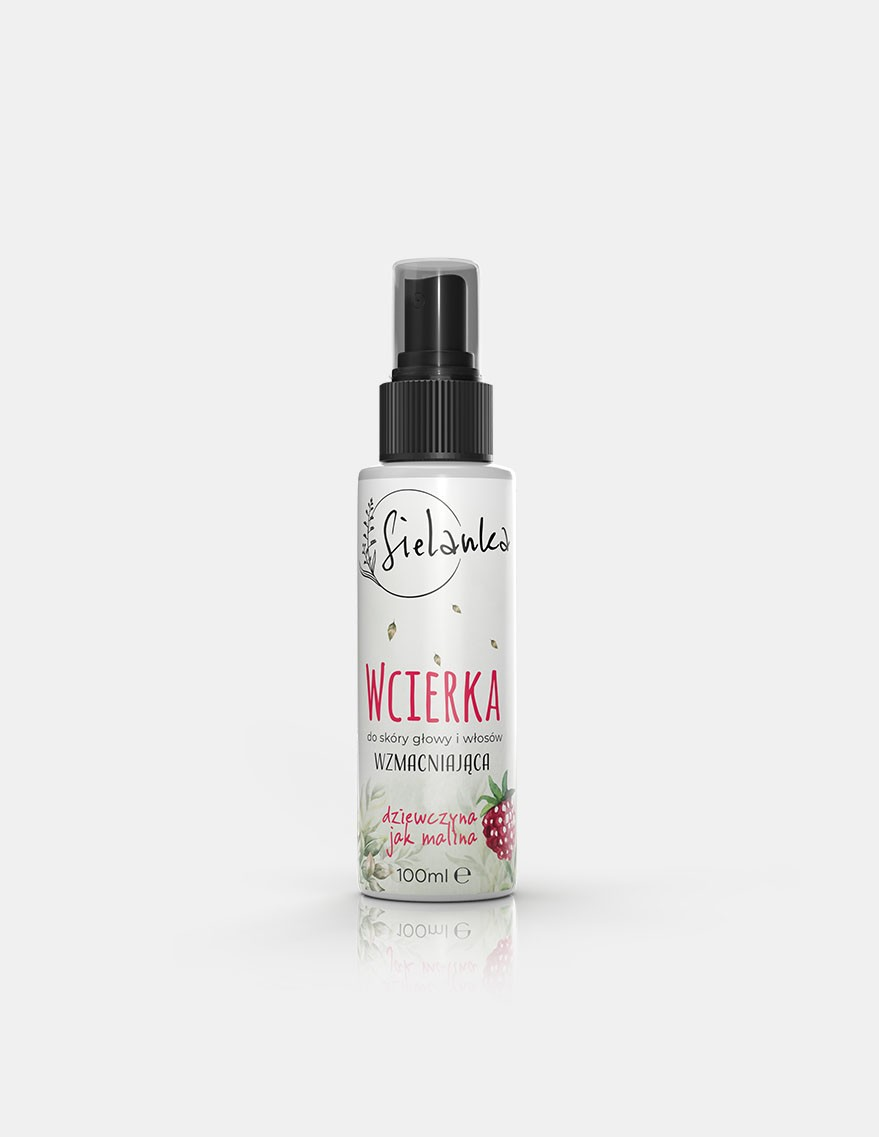 Sielanka
WCIERKA
do skóry głowy i włosów
WZMACNIAJĄCA
dziewczyna
jak malina
100ml ℮